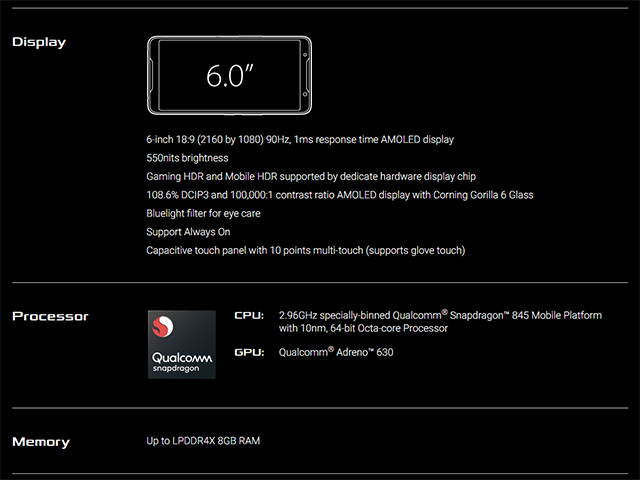 Display
6.0"
6-inch 18:9 (2160 by 1080) 90Hz, 1ms response time AMOLED display
550nits brightness
Gaming HDR and Mobile HDR supported by dedicate hardware display chip
108.6% DCIP3 and 100,000:1 contrast ratio AMOLED display with Corning Gorilla 6 Glass
Bluelight filter for eye care
Support Always On
Capacitive touch panel with 10 points multi-touch (supports glove touch)
Processor
Qualcomm
snapdragon
CPU: 2.96GHz specially-binned Qualcomm® Snapdragon™ 845 Mobile Platform
with 10nm, 64-bit Octa-core Processor
GPU: Qualcomm® Adreno™ 630
Memory
Up to LPDDR4X 8GB RAM